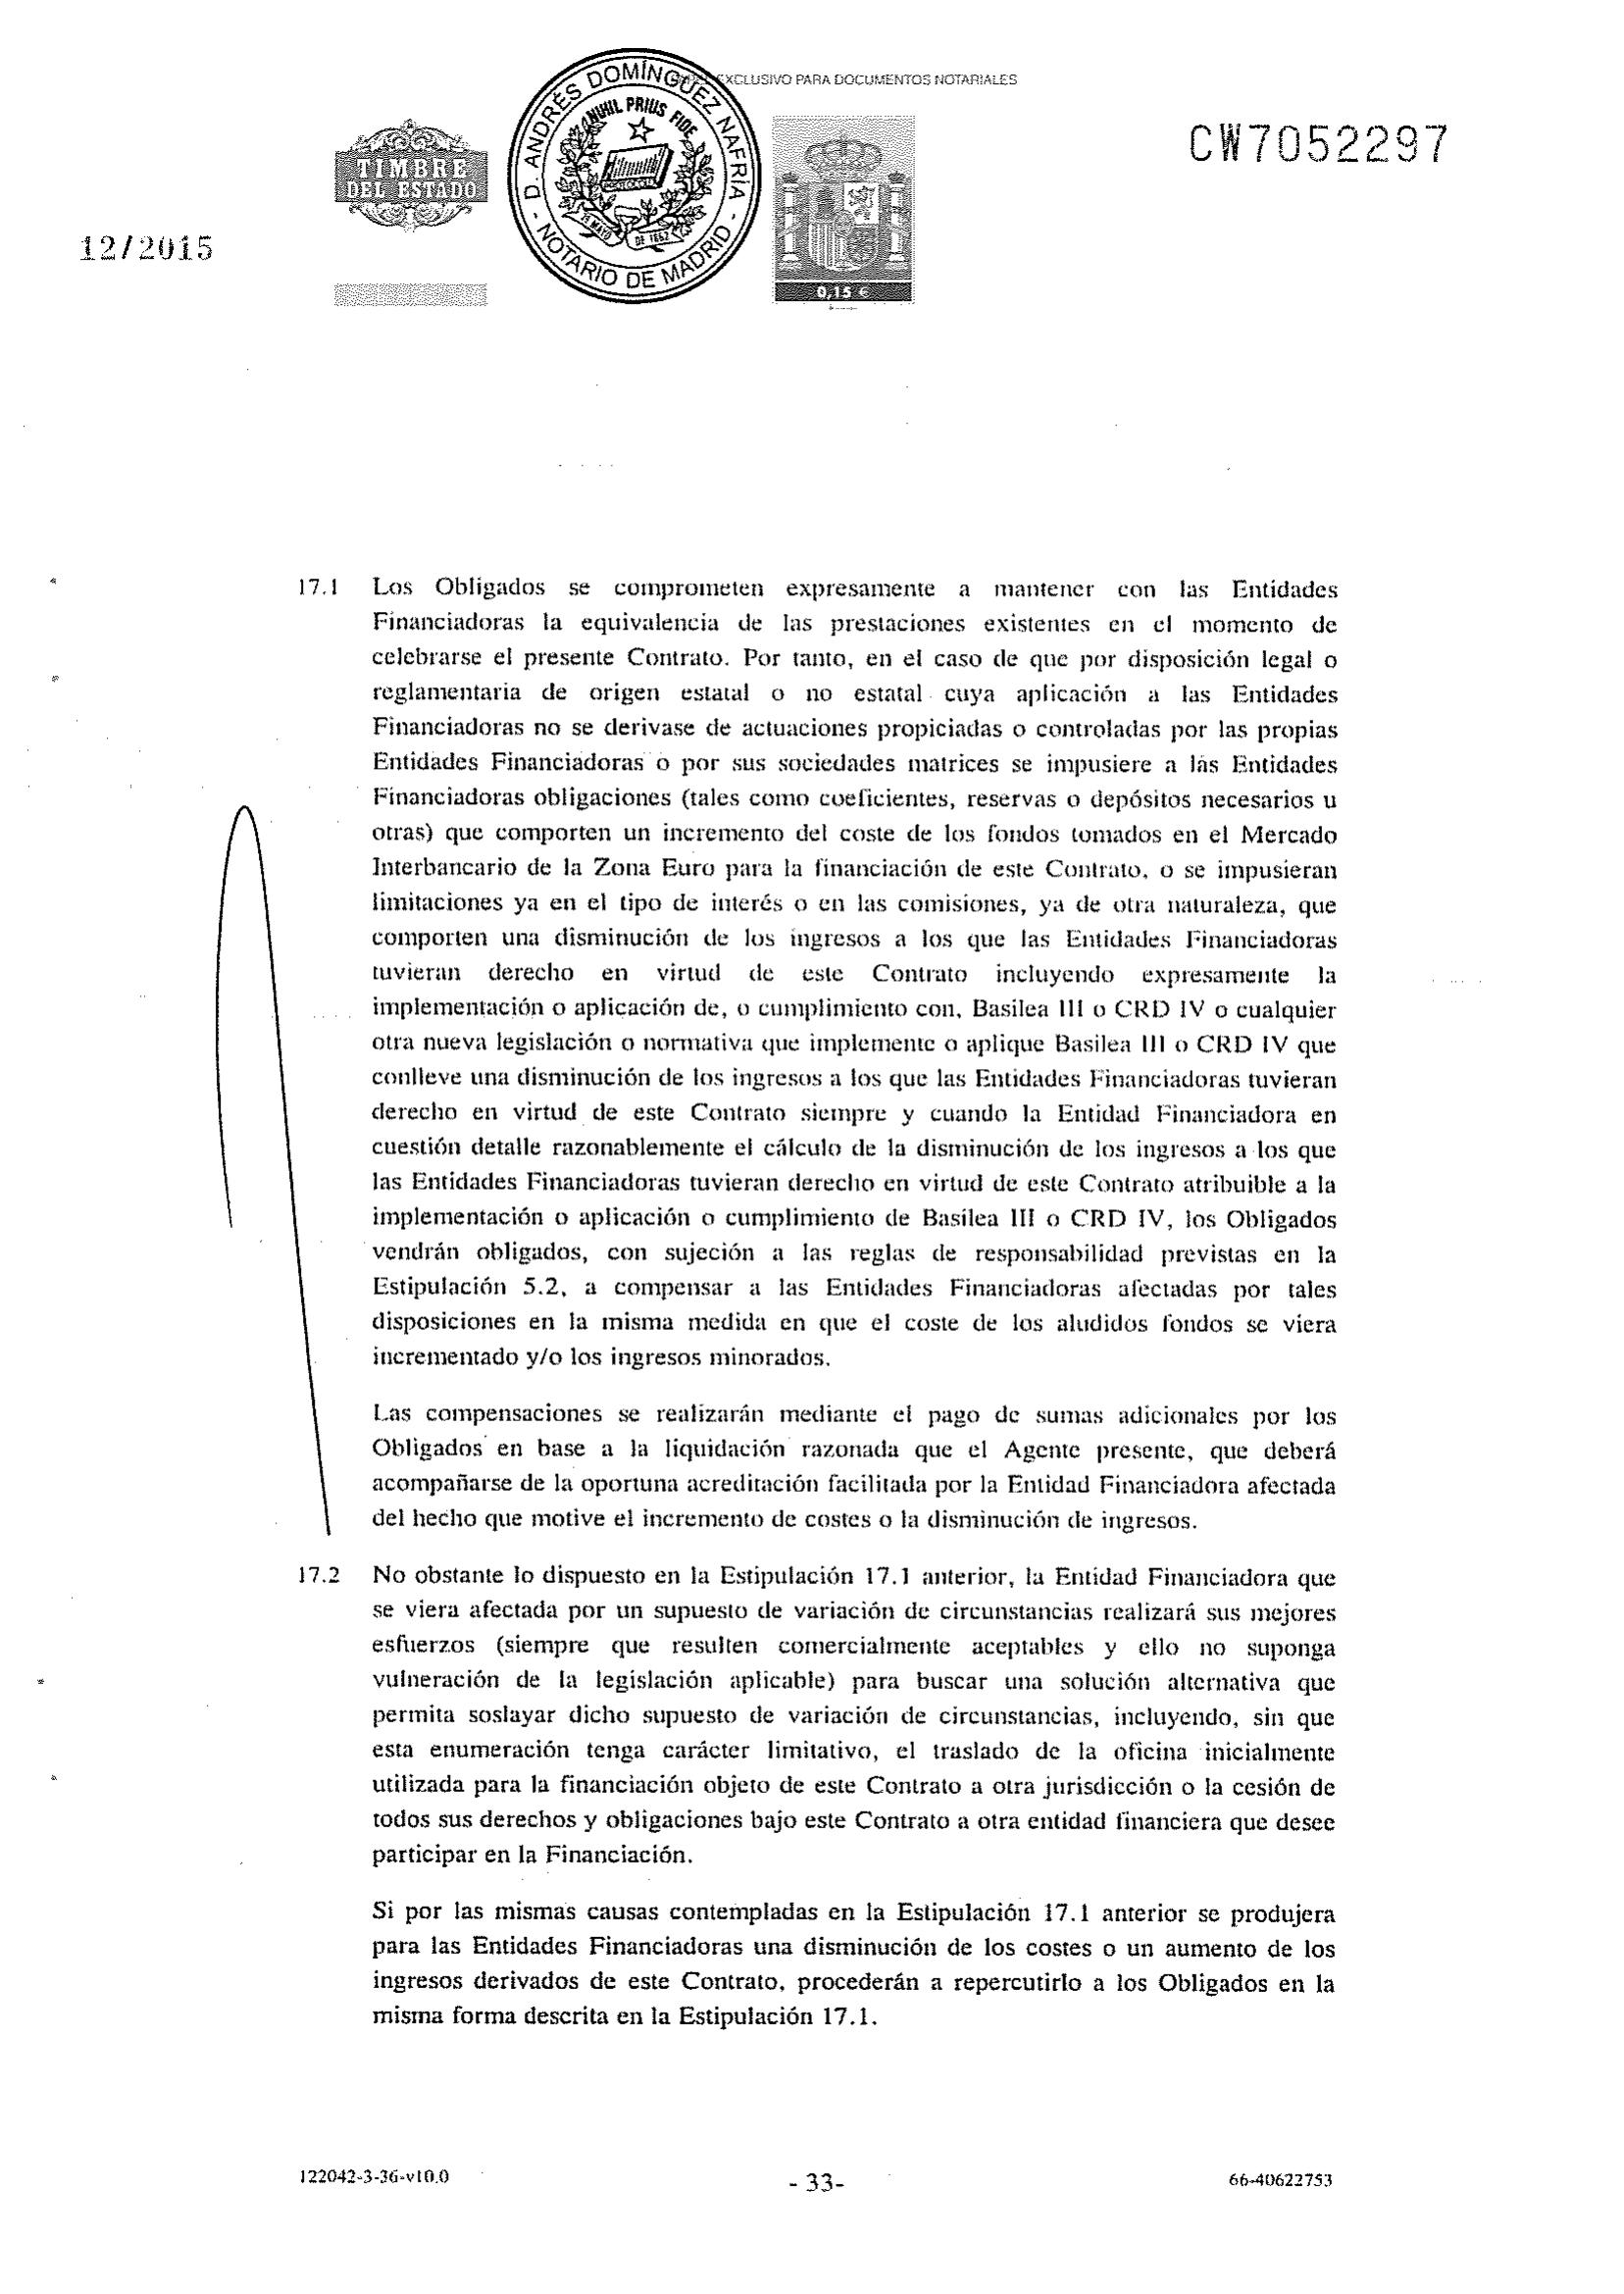 EXCLUSIVO PARA DOCUMENTOS NOTARIALES
D. ANDRÉS DOMÍNGUEZ NAFRÍA - NOTARIO DE MADRID -
NIHIL PRIUS FIDE
28 MAYO DE 1862
TIMBRE
DEL ESTADO
CW7052297
12/2015
0,15 €
17.1 Los Obligados se comprometen expresamente a mantener con las Entidades
Financiadoras la equivalencia de las prestaciones existentes en el momento de
celebrarse el presente Contrato. Por tanto, en el caso de que por disposición legal o
reglamentaria de origen estatal o no estatal cuya aplicación a las Entidades
Financiadoras no se derivase de actuaciones propiciadas o controladas por las propias
Entidades Financiadoras o por sus sociedades matrices se impusiere a las Entidades
Financiadoras obligaciones (tales como coeficientes, reservas o depósitos necesarios u
otras) que comporten un incremento del coste de los fondos tomados en el Mercado
Interbancario de la Zona Euro para la financiación de este Contrato, o se impusieran
limitaciones ya en el tipo de interés o en las comisiones, ya de otra naturaleza, que
comporten una disminución de los ingresos a los que las Entidades Financiadoras
tuvieran derecho en virtud de este Contrato incluyendo expresamente la
implementación o aplicación de, o cumplimiento con, Basilea III o CRD IV o cualquier
otra nueva legislación o normativa que implemente o aplique Basilea III o CRD IV que
conlleve una disminución de los ingresos a los que las Entidades Financiadoras tuvieran
derecho en virtud de este Contrato siempre y cuando la Entidad Financiadora en
cuestión detalle razonablemente el cálculo de la disminución de los ingresos a los que
las Entidades Financiadoras tuvieran derecho en virtud de este Contrato atribuible a la
implementación o aplicación o cumplimiento de Basilea III o CRD IV, los Obligados
vendrán obligados, con sujeción a las reglas de responsabilidad previstas en la
Estipulación 5.2, a compensar a las Entidades Financiadoras afectadas por tales
disposiciones en la misma medida en que el coste de los aludidos fondos se viera
incrementado y/o los ingresos minorados.
Las compensaciones se realizarán mediante el pago de sumas adicionales por los
Obligados en base a la liquidación razonada que el Agente presente, que deberá
acompañarse de la oportuna acreditación facilitada por la Entidad Financiadora afectada
del hecho que motive el incremento de costes o la disminución de ingresos.
17.2 No obstante lo dispuesto en la Estipulación 17.1 anterior, la Entidad Financiadora que
se viera afectada por un supuesto de variación de circunstancias realizará sus mejores
esfuerzos (siempre que resulten comercialmente aceptables y ello no suponga
vulneración de la legislación aplicable) para buscar una solución alternativa que
permita soslayar dicho supuesto de variación de circunstancias, incluyendo, sin que
esta enumeración tenga carácter limitativo, el traslado de la oficina inicialmente
utilizada para la financiación objeto de este Contrato a otra jurisdicción o la cesión de
todos sus derechos y obligaciones bajo este Contrato a otra entidad financiera que desee
participar en la Financiación.
Si por las mismas causas contempladas en la Estipulación 17.1 anterior se produjera
para las Entidades Financiadoras una disminución de los costes o un aumento de los
ingresos derivados de este Contrato, procederán a repercutirlo a los Obligados en la
misma forma descrita en la Estipulación 17.1.
122042-3-36-v10.0
- 33-
66-40622753